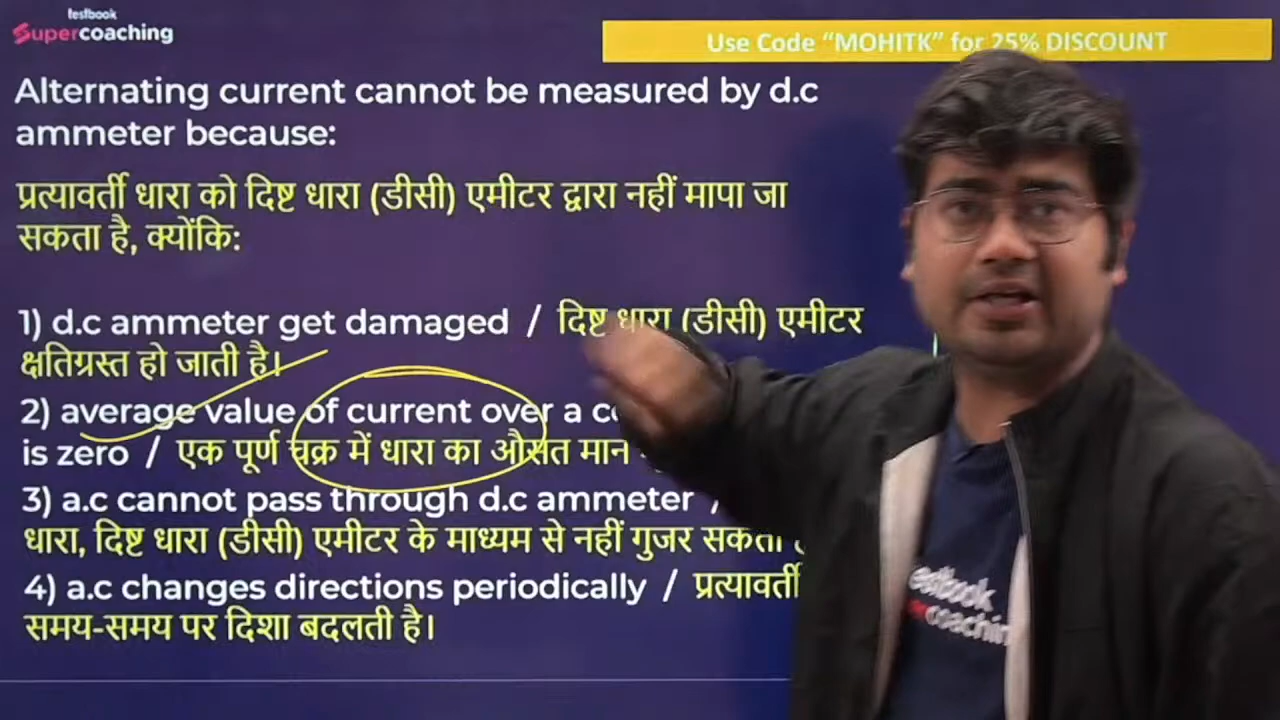 testbook
Supercoaching
Use Code “MOHITK” for 25% DISCOUNT
Alternating current cannot be measured by d.c
ammeter because:
प्रत्यावर्ती धारा को दिष्ट धारा (डीसी) एमीटर द्वारा नहीं मापा जा
सकता है, क्योंकि:
1) d.c ammeter get damaged / दिष्ट धारा (डीसी) एमीटर
क्षतिग्रस्त हो जाती है।
2) average value of current over a
is zero / एक पूर्ण चक्र में धारा का औसत मान
3) a.c cannot pass through d.c ammeter /
धारा, दिष्ट धारा (डीसी) एमीटर के माध्यम से नहीं गुजर सकती
4) a.c changes directions periodically / प्रत्यावर्ती
समय-समय पर दिशा बदलती है।